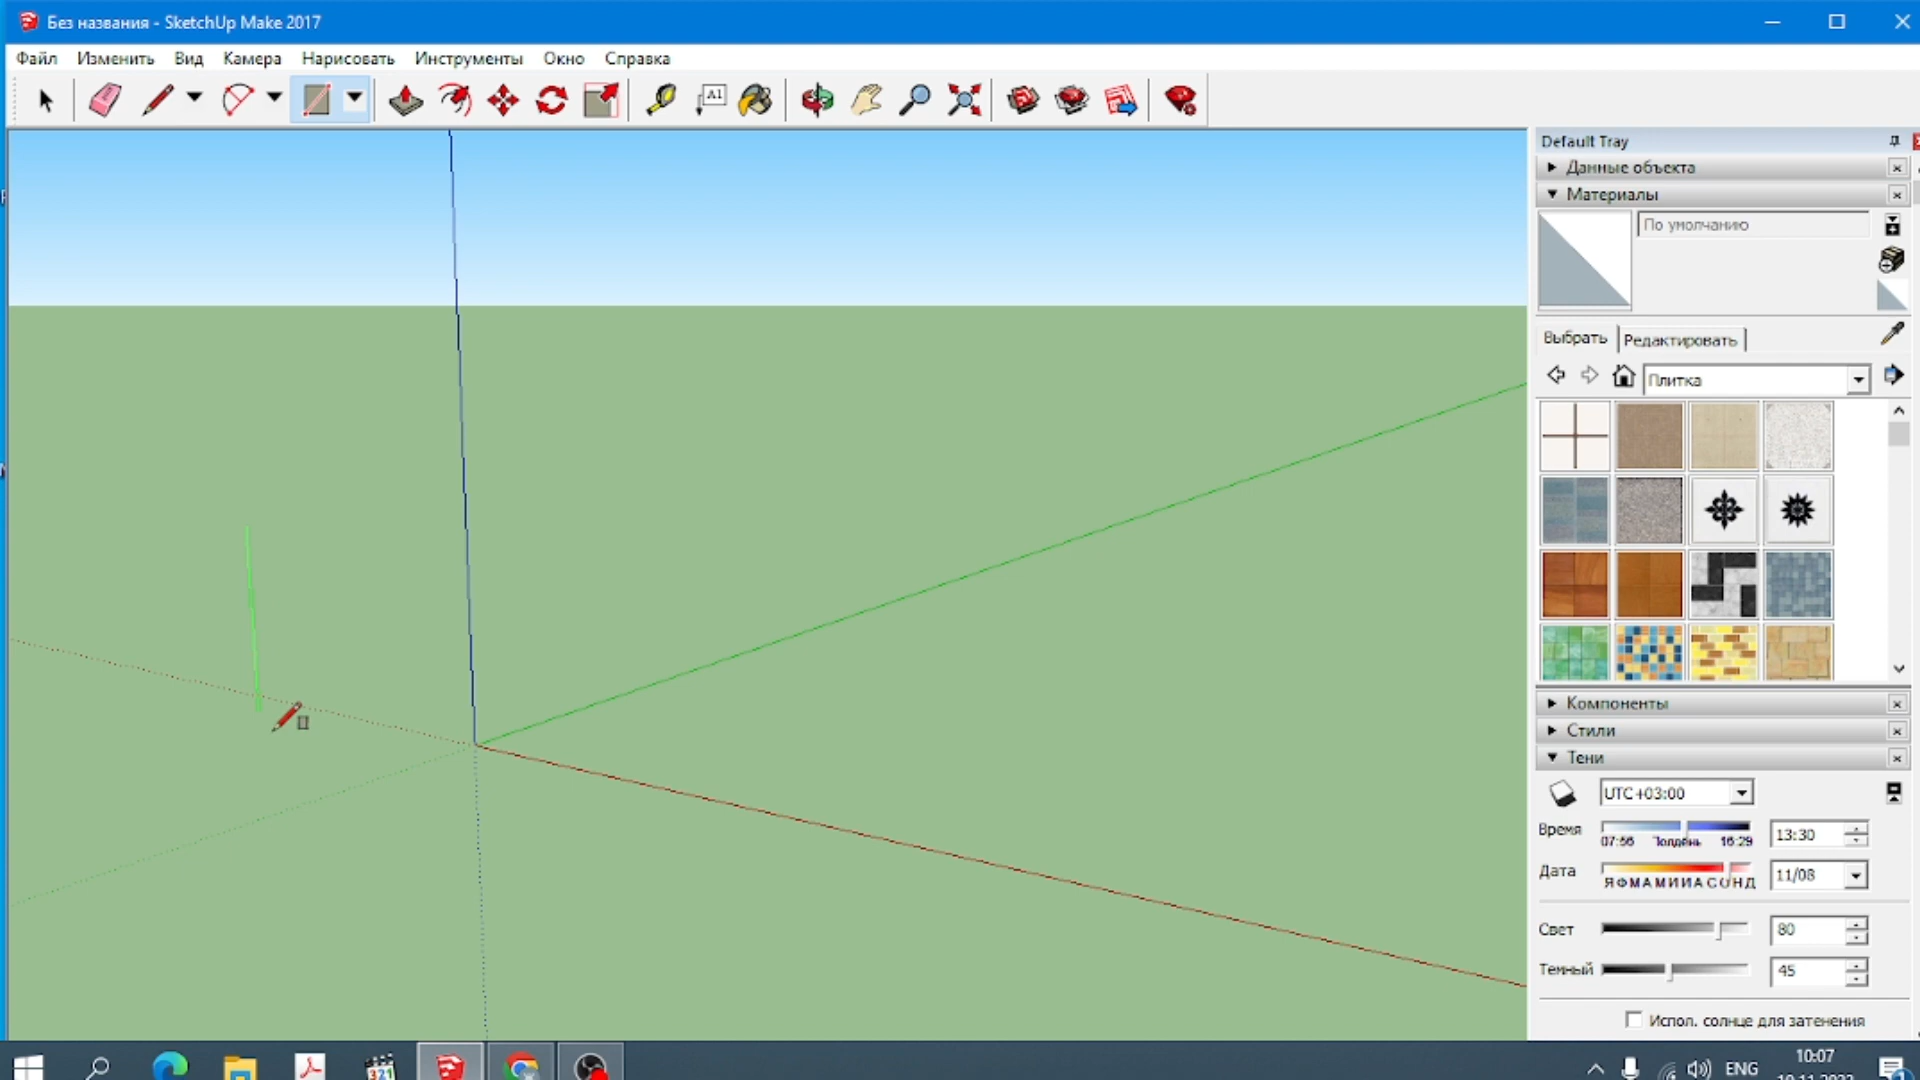 Без названия - SketchUp Make 2017
Файл Изменить Вид Камера Нарисовать Инструменты Окно Справка
A1
Default Tray
Данные объекта
Материалы
По умолчанию
Выбрать Редактировать
Плитка
Компоненты
Стили
Тени
UTC+03:00
Время 07:56 16:29 13:30
Дата Я Ф М А М И И А С О Н Д 11/08
Свет 80
Темный 45
Испол. солнце для затенения
321
ENG
10:07